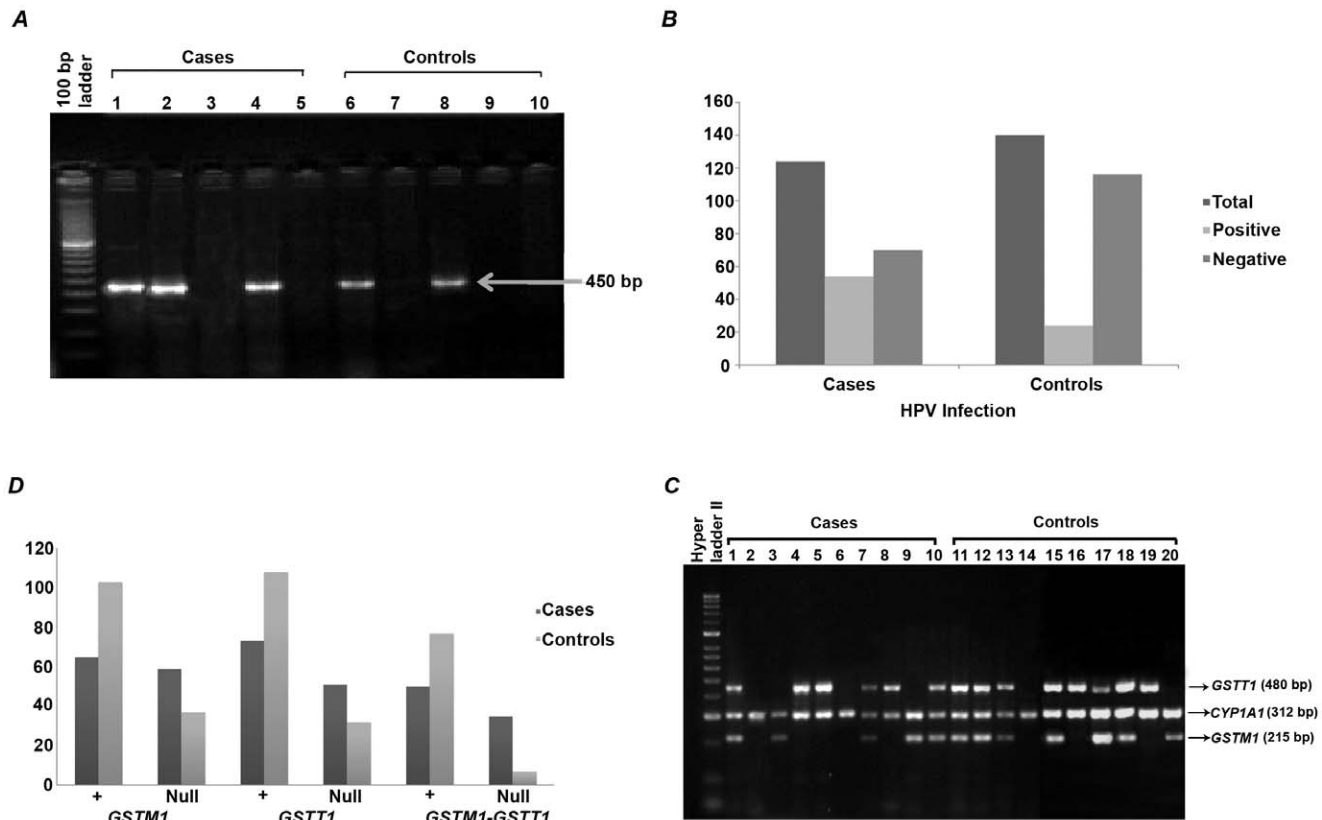 A
100 bp
ladder
Cases
Controls
1 2 3 4 5 6 7 8 9 10
450 bp
B
160
140
120
100
80
60
40
20
0
Cases Controls
HPV Infection
Total
Positive
Negative
D
120
100
80
60
40
20
0
+ Null + Null + Null
GSTM1 GSTT1 GSTM1-GSTT1
Cases
Controls
C
Hyper
ladder II
Cases
Controls
1 2 3 4 5 6 7 8 9 10 11 12 13 14 15 16 17 18 19 20
GSTT1 (480 bp)
CYP1A1 (312 bp)
GSTM1 (215 bp)